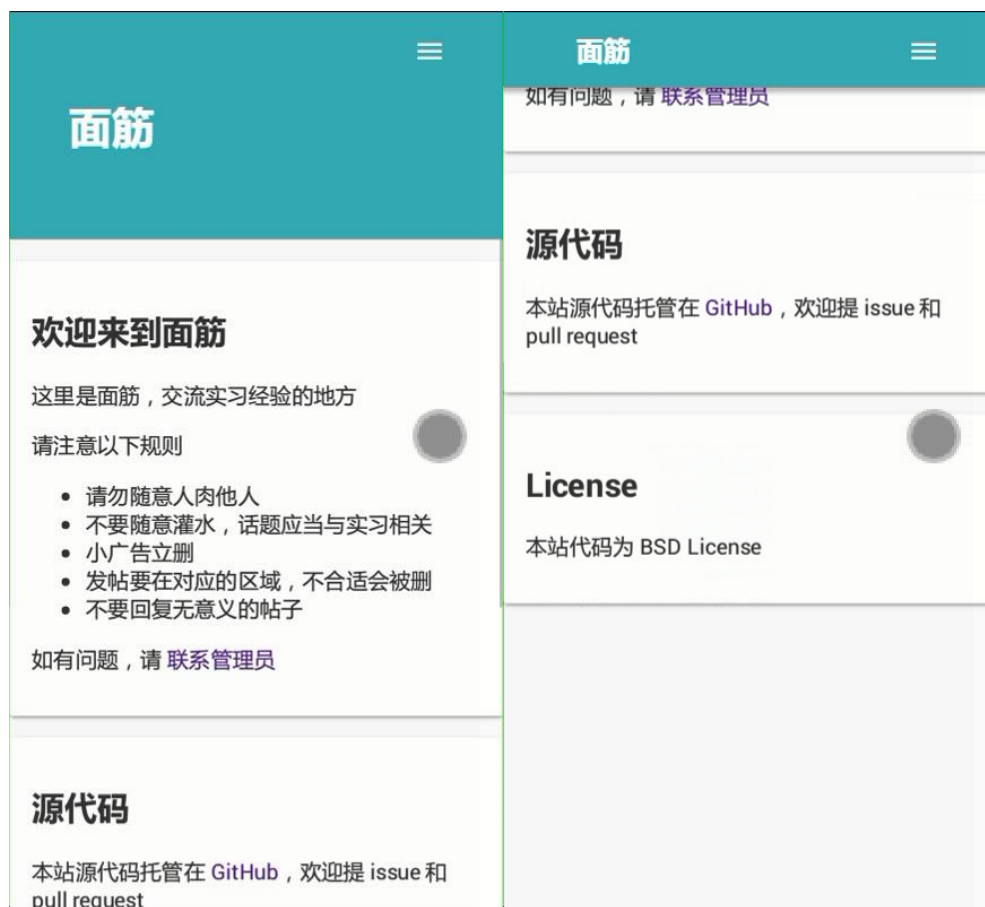 面筋
欢迎来到面筋
这里是面筋，交流实习经验的地方
请注意以下规则
• 请勿随意人肉他人
• 不要随意灌水，话题应当与实习相关
• 小广告立删
• 发帖要在对应的区域，不合适会被删
• 不要回复无意义的帖子
如有问题，请 联系管理员
源代码
本站源代码托管在 GitHub，欢迎提 issue 和
pull request
面筋
如有问题，请 联系管理员
源代码
本站源代码托管在 GitHub，欢迎提 issue 和
pull request
License
本站代码为 BSD License